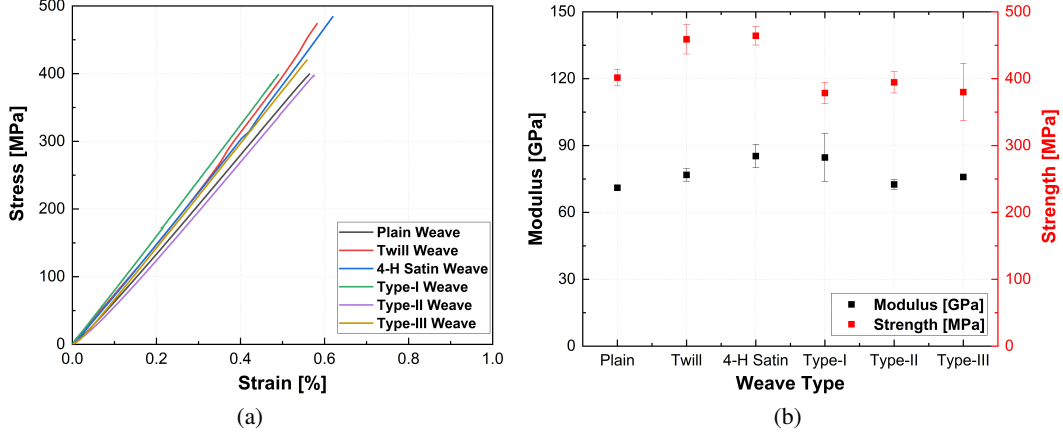 500
400
300
200
100
0
Stress [MPa]
0.0 0.2 0.4 0.6 0.8 1.0
Strain [%]
Plain Weave
Twill Weave
4-H Satin Weave
Type-I Weave
Type-II Weave
Type-III Weave
(a)
150
120
90
60
30
0
Modulus [GPa]
500
400
300
200
100
0
Strength [MPa]
Modulus [GPa]
Strength [MPa]
Plain Twill 4-H Satin Type-I Type-II Type-III
Weave Type
(b)